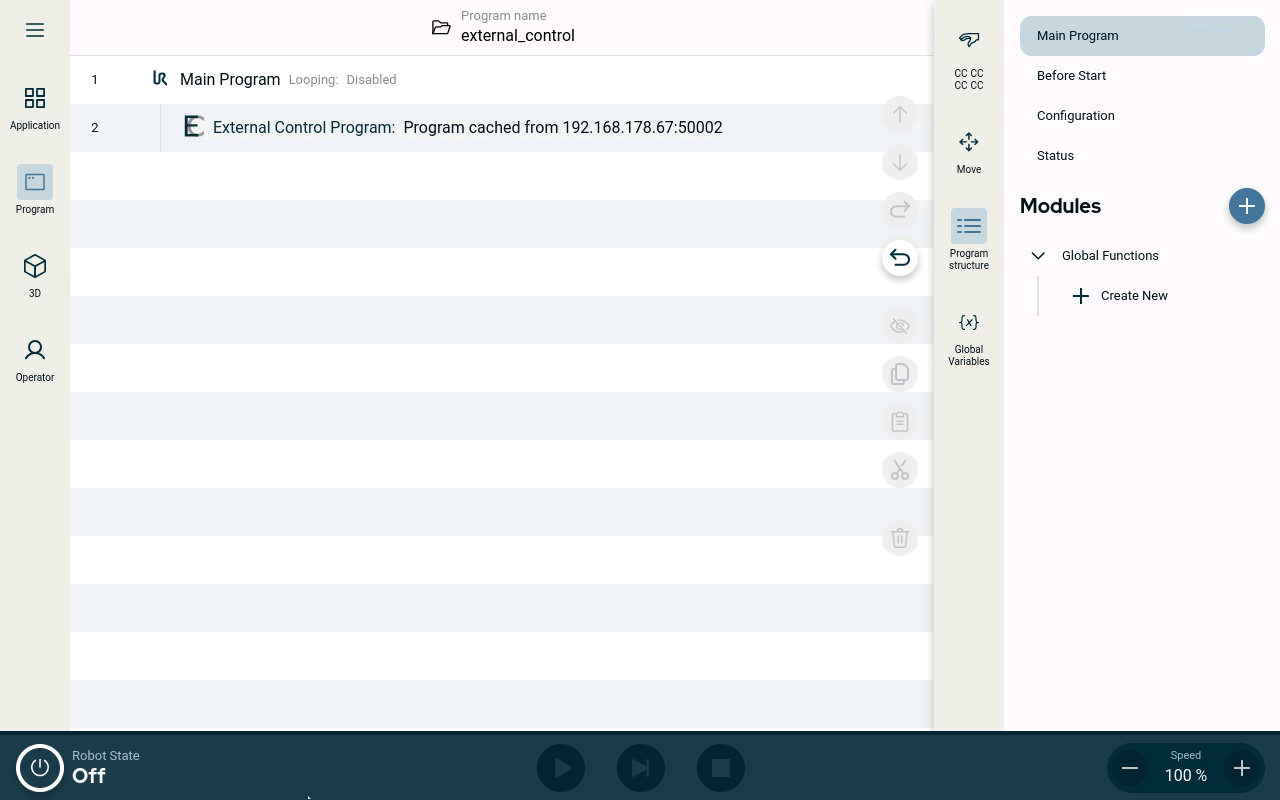 Program name
external_control
Application
Program
3D
Operator
1 Main Program Looping: Disabled
2 External Control Program: Program cached from 192.168.178.67:50002
CC CC
CC CC
Move
Program
structure
{x}
Global
Variables
Main Program
Before Start
Configuration
Status
Modules
Global Functions
Create New
Robot State
Off
Speed
100 %